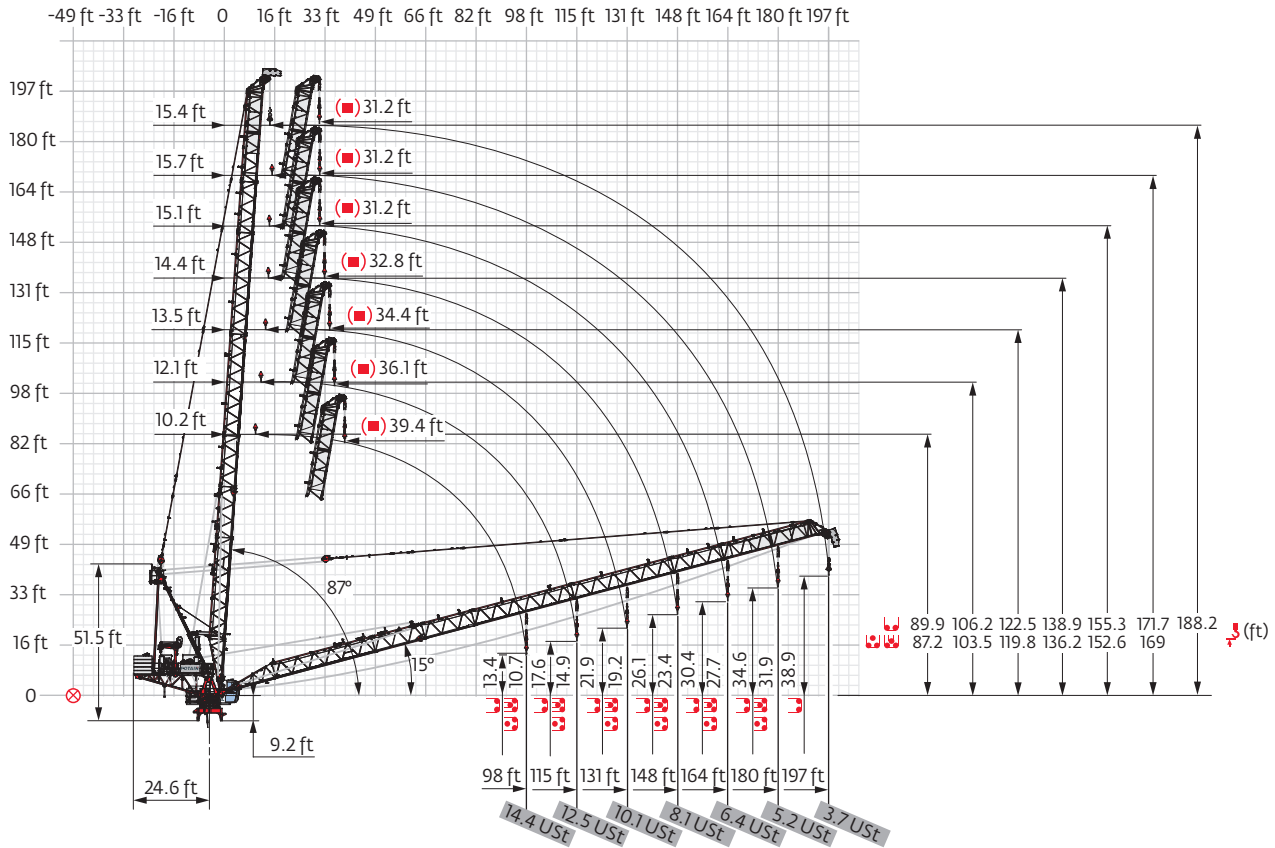 -49 ft -33 ft -16 ft 0 16 ft 33 ft 49 ft 66 ft 82 ft 98 ft 115 ft 131 ft 148 ft 164 ft 180 ft 197 ft
197 ft
15.4 ft (■) 31.2 ft
180 ft
15.7 ft (■) 31.2 ft
164 ft
15.1 ft (■) 31.2 ft
148 ft
14.4 ft (■) 32.8 ft
131 ft
13.5 ft (■) 34.4 ft
115 ft
12.1 ft (■) 36.1 ft
98 ft
10.2 ft (■) 39.4 ft
82 ft
66 ft
49 ft
33 ft
87°
16 ft
51.5 ft
15°
POTAIN
89.9 106.2 122.5 138.9 155.3 171.7 188.2 (ft)
87.2 103.5 119.8 136.2 152.6 169
0
13.4 10.7 17.6 14.9 21.9 19.2 26.1 23.4 30.4 27.7 34.6 31.9 38.9
9.2 ft
24.6 ft
98 ft 115 ft 131 ft 148 ft 164 ft 180 ft 197 ft
14.4 USt 12.5 USt 10.1 USt 8.1 USt 6.4 USt 5.2 USt 3.7 USt